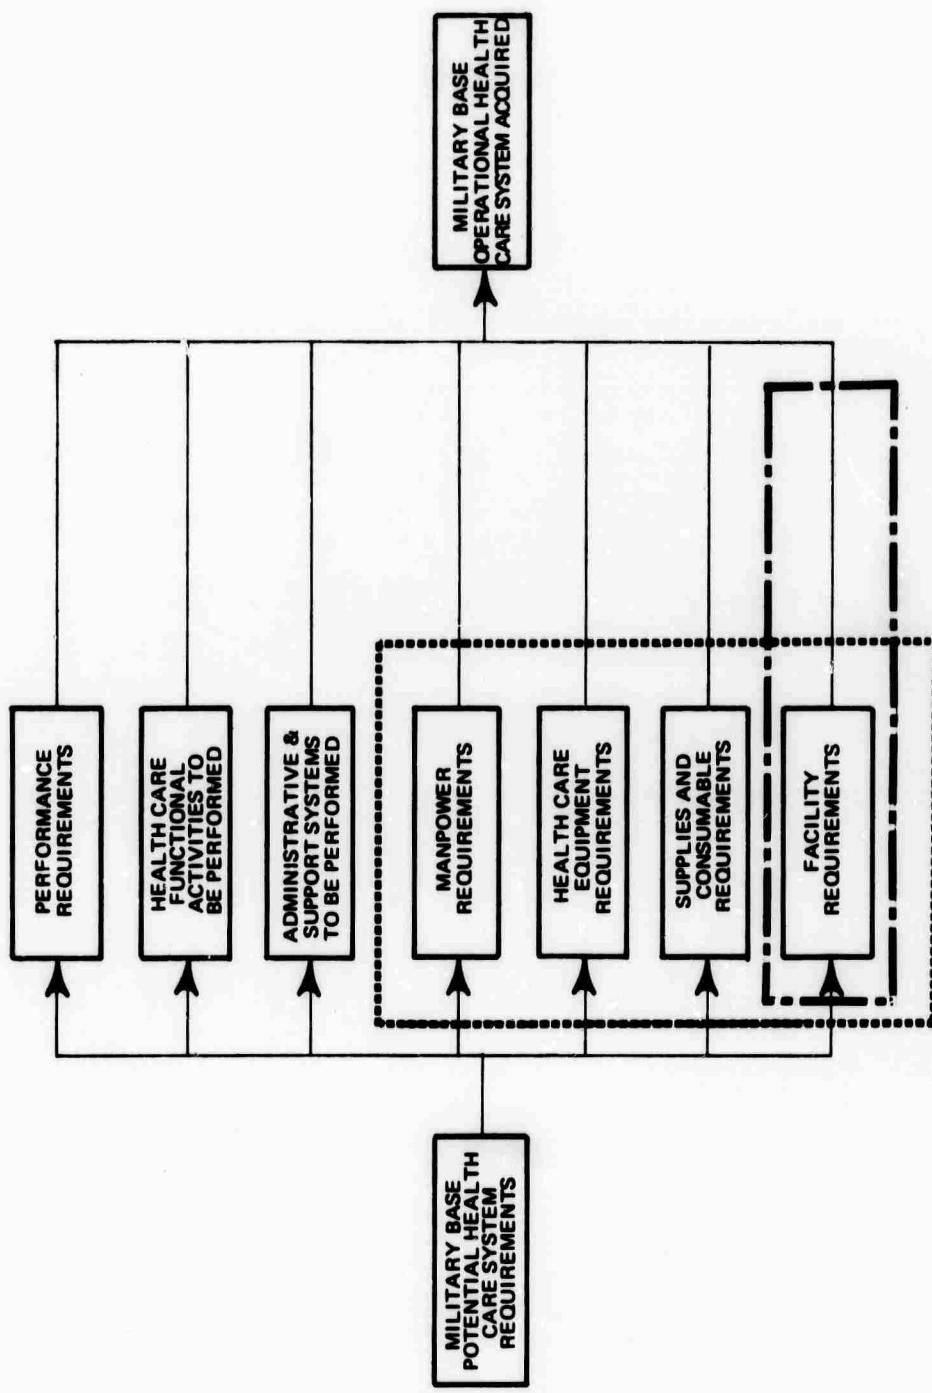 MILITARY BASE
POTENTIAL HEALTH
CARE SYSTEM
REQUIREMENTS
PERFORMANCE
REQUIREMENTS
HEALTH CARE
FUNCTIONAL
ACTIVITIES TO
BE PERFORMED
ADMINISTRATIVE &
SUPPORT SYSTEMS
TO BE PERFORMED
MANPOWER
REQUIREMENTS
HEALTH CARE
EQUIPMENT
REQUIREMENTS
SUPPLIES AND
CONSUMABLE
REQUIREMENTS
FACILITY
REQUIREMENTS
MILITARY BASE
OPERATIONAL HEALTH
CARE SYSTEM ACQUIRED